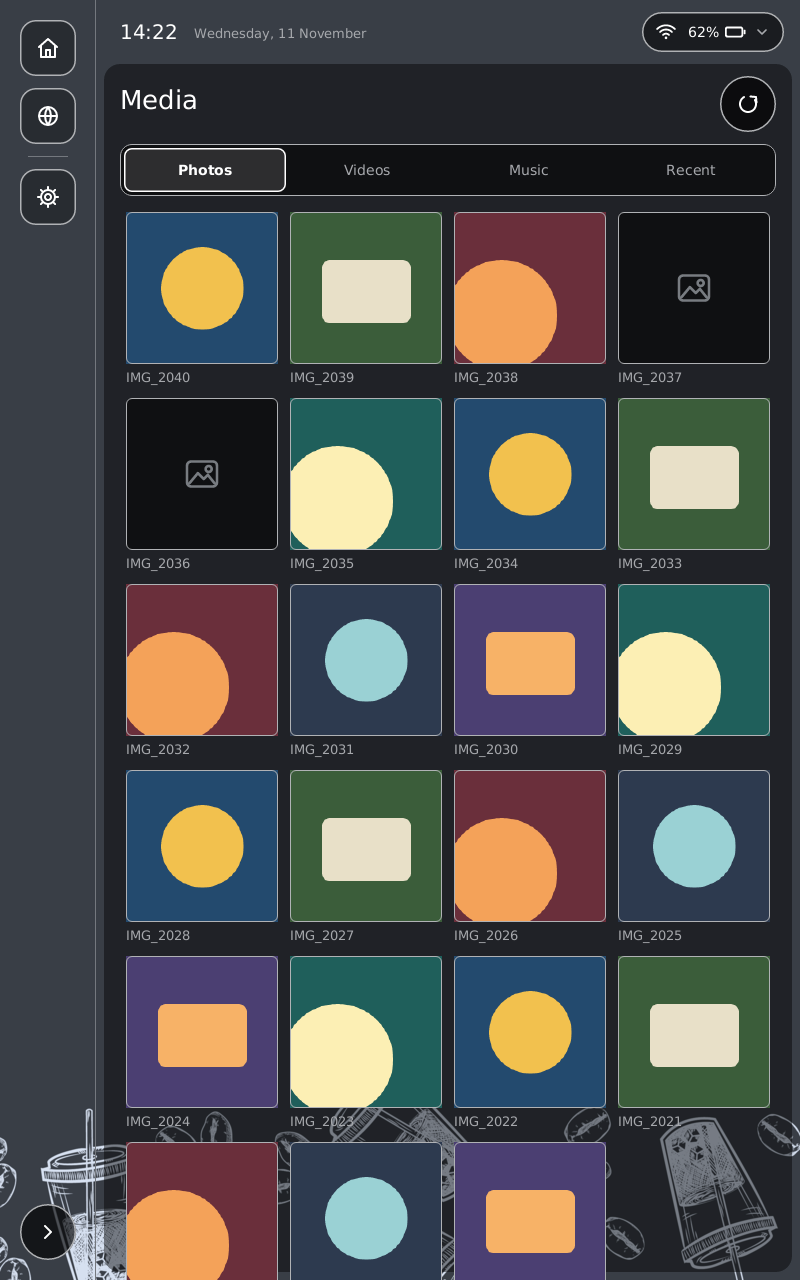 14:22 Wednesday, 11 November 62%
Media
Photos Videos Music Recent
IMG_2040 IMG_2039 IMG_2038 IMG_2037
IMG_2036 IMG_2035 IMG_2034 IMG_2033
IMG_2032 IMG_2031 IMG_2030 IMG_2029
IMG_2028 IMG_2027 IMG_2026 IMG_2025
IMG_2024 IMG_2023 IMG_2022 IMG_2021